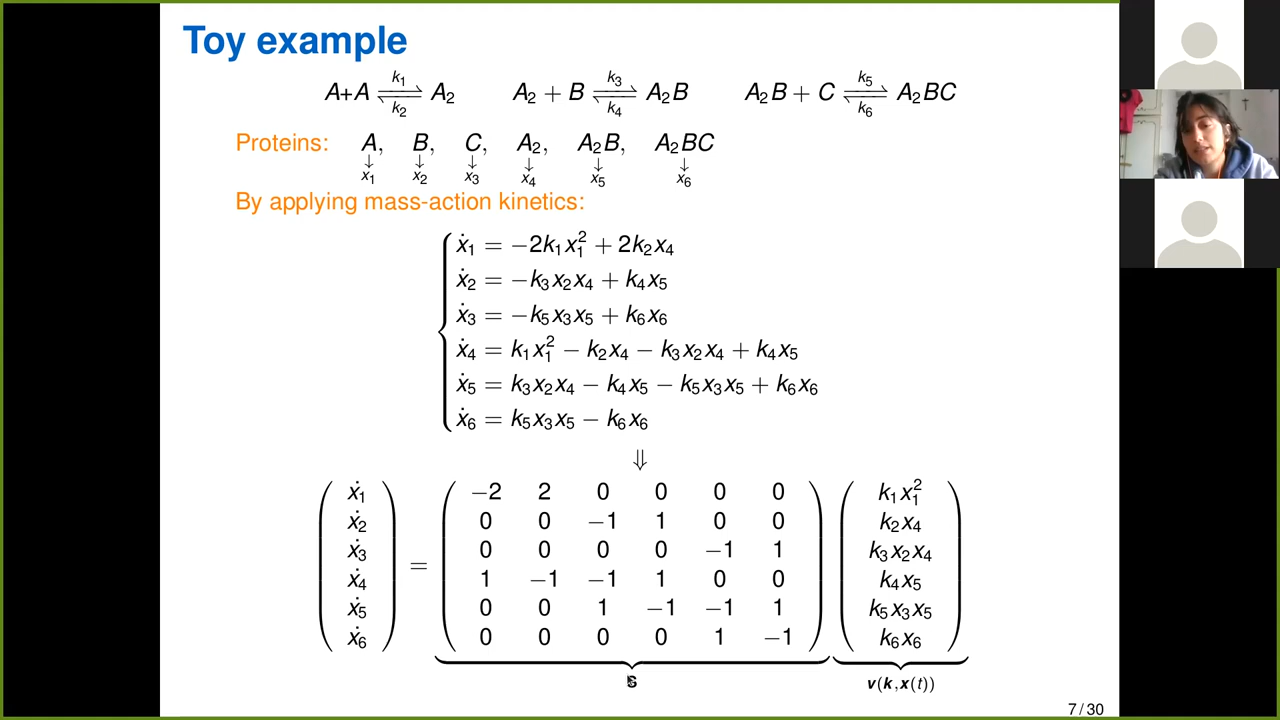 Toy example
A+A k₁ ⇌ k₂ A₂ A₂ + B k₃ ⇌ k₄ A₂B A₂B + C k₅ ⇌ k₆ A₂BC
Proteins: A, B, C, A₂, A₂B, A₂BC
↓ ↓ ↓ ↓ ↓ ↓
x₁ x₂ x₃ x₄ x₅ x₆
By applying mass-action kinetics:
ẋ₁ = −2k₁x₁² + 2k₂x₄
ẋ₂ = −k₃x₂x₄ + k₄x₅
ẋ₃ = −k₅x₃x₅ + k₆x₆
ẋ₄ = k₁x₁² − k₂x₄ − k₃x₂x₄ + k₄x₅
ẋ₅ = k₃x₂x₄ − k₄x₅ − k₅x₃x₅ + k₆x₆
ẋ₆ = k₅x₃x₅ − k₆x₆
⇓
ẋ₁ −2 2 0 0 0 0 k₁x₁²
ẋ₂ 0 0 −1 1 0 0 k₂x₄
ẋ₃ 0 0 0 0 −1 1 k₃x₂x₄
=
ẋ₄ 1 −1 −1 1 0 0 k₄x₅
ẋ₅ 0 0 1 −1 −1 1 k₅x₃x₅
ẋ₆ 0 0 0 0 1 −1 k₆x₆
S v(k,x(t))
7 / 30